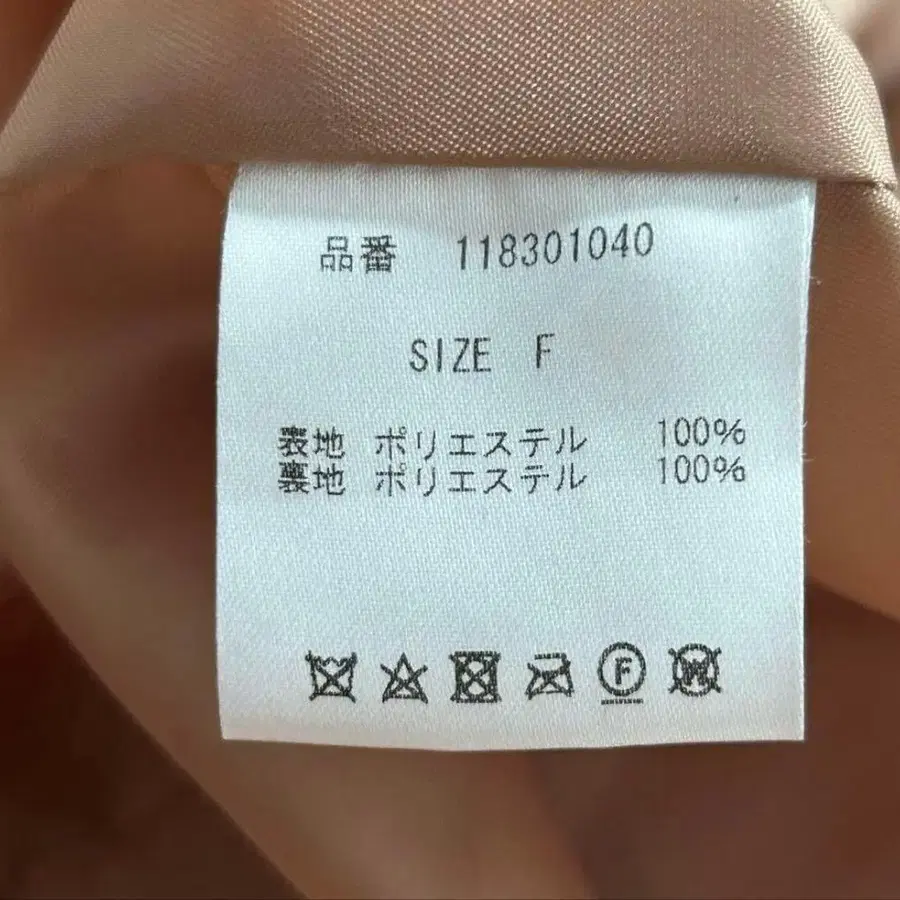 品番 118301040
SIZE F
表地 ポリエステル 100%
裏地 ポリエステル 100%
F W